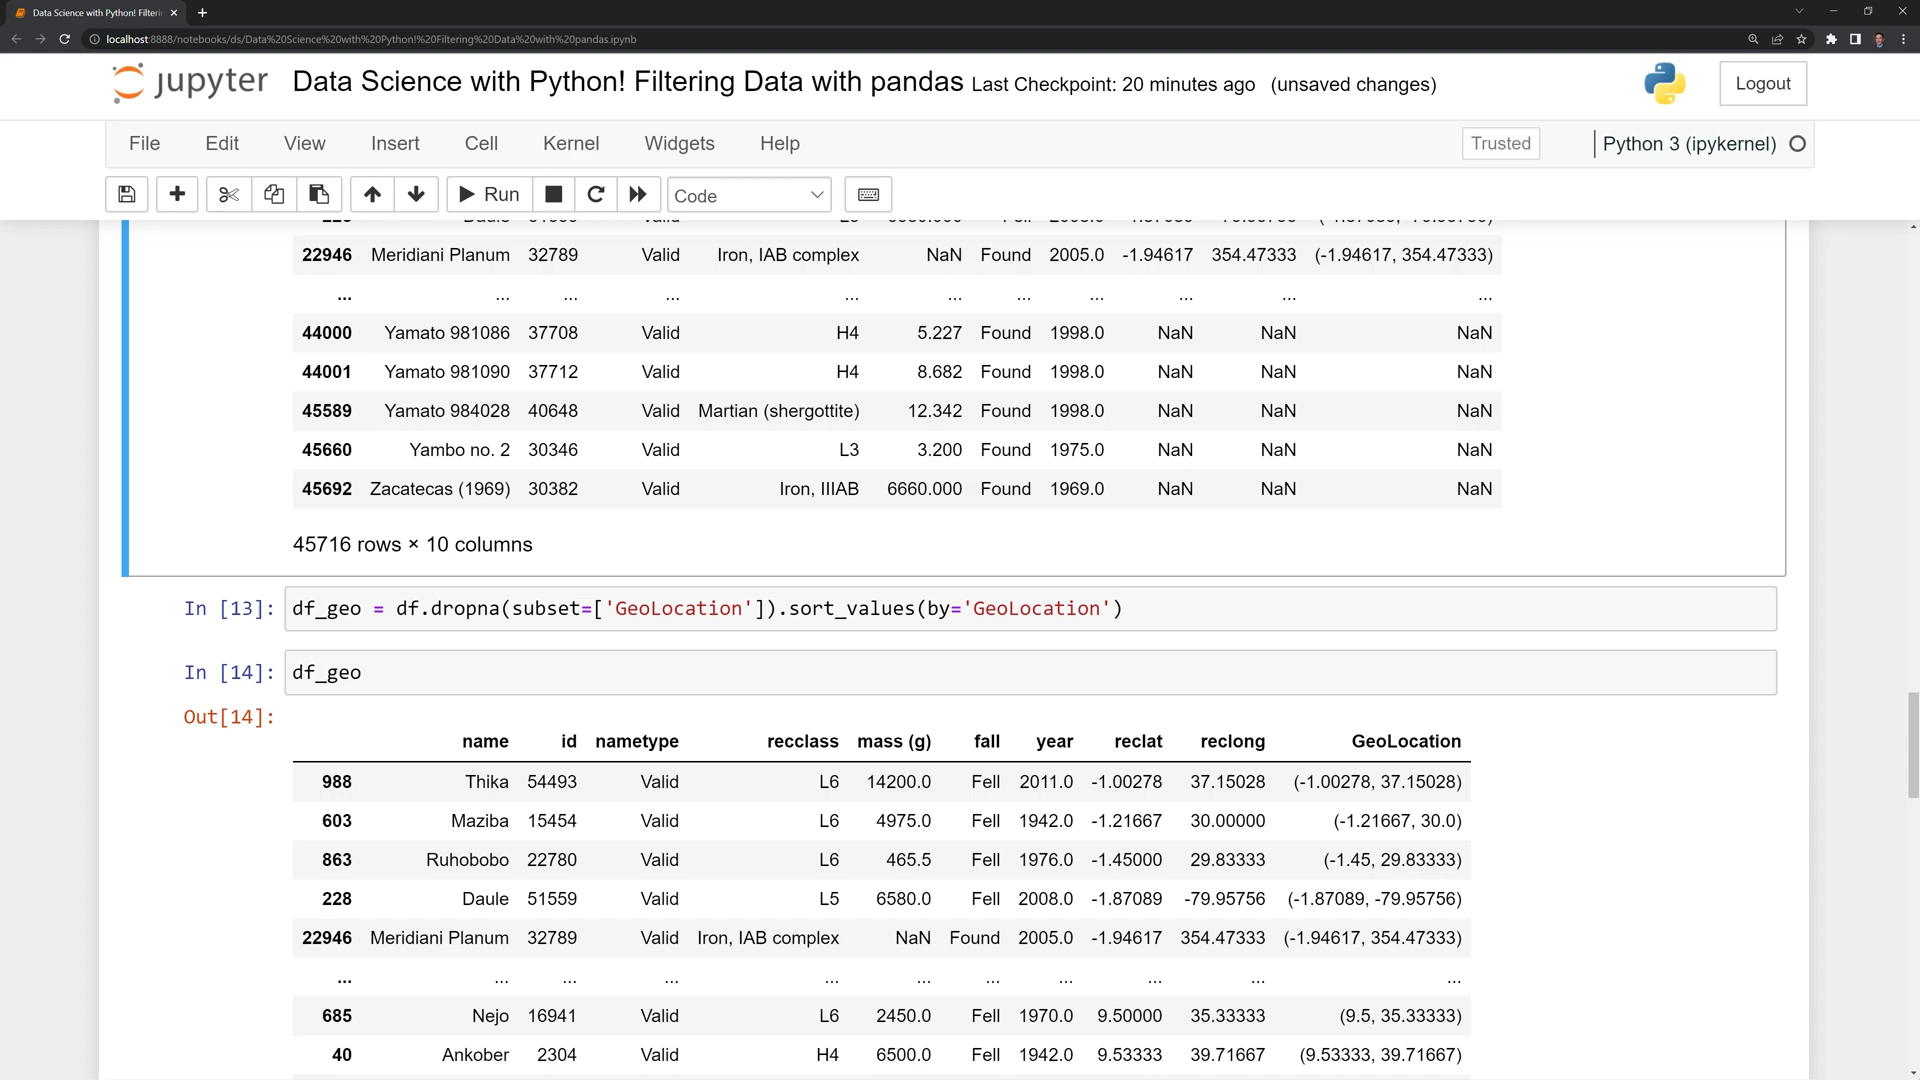 Data Science with Python! Filterin
localhost:8888/notebooks/ds/Data%20Science%20with%20Python!%20Filtering%20Data%20with%20pandas.ipynb
jupyter Data Science with Python! Filtering Data with pandas Last Checkpoint: 20 minutes ago (unsaved changes) Logout
File Edit View Insert Cell Kernel Widgets Help Trusted Python 3 (ipykernel)
Run Code
22946 Meridiani Planum 32789 Valid Iron, IAB complex NaN Found 2005.0 -1.94617 354.47333 (-1.94617, 354.47333)
... ... ... ... ... ... ... ... ... ... ...
44000 Yamato 981086 37708 Valid H4 5.227 Found 1998.0 NaN NaN NaN
44001 Yamato 981090 37712 Valid H4 8.682 Found 1998.0 NaN NaN NaN
45589 Yamato 984028 40648 Valid Martian (shergottite) 12.342 Found 1998.0 NaN NaN NaN
45660 Yambo no. 2 30346 Valid L3 3.200 Found 1975.0 NaN NaN NaN
45692 Zacatecas (1969) 30382 Valid Iron, IIIAB 6660.000 Found 1969.0 NaN NaN NaN
45716 rows × 10 columns
In [13]: df_geo = df.dropna(subset=['GeoLocation']).sort_values(by='GeoLocation')
In [14]: df_geo
Out[14]:
name id nametype recclass mass (g) fall year reclat reclong GeoLocation
988 Thika 54493 Valid L6 14200.0 Fell 2011.0 -1.00278 37.15028 (-1.00278, 37.15028)
603 Maziba 15454 Valid L6 4975.0 Fell 1942.0 -1.21667 30.00000 (-1.21667, 30.0)
863 Ruhobobo 22780 Valid L6 465.5 Fell 1976.0 -1.45000 29.83333 (-1.45, 29.83333)
228 Daule 51559 Valid L5 6580.0 Fell 2008.0 -1.87089 -79.95756 (-1.87089, -79.95756)
22946 Meridiani Planum 32789 Valid Iron, IAB complex NaN Found 2005.0 -1.94617 354.47333 (-1.94617, 354.47333)
... ... ... ... ... ... ... ... ... ... ...
685 Nejo 16941 Valid L6 2450.0 Fell 1970.0 9.50000 35.33333 (9.5, 35.33333)
40 Ankober 2304 Valid H4 6500.0 Fell 1942.0 9.53333 39.71667 (9.53333, 39.71667)